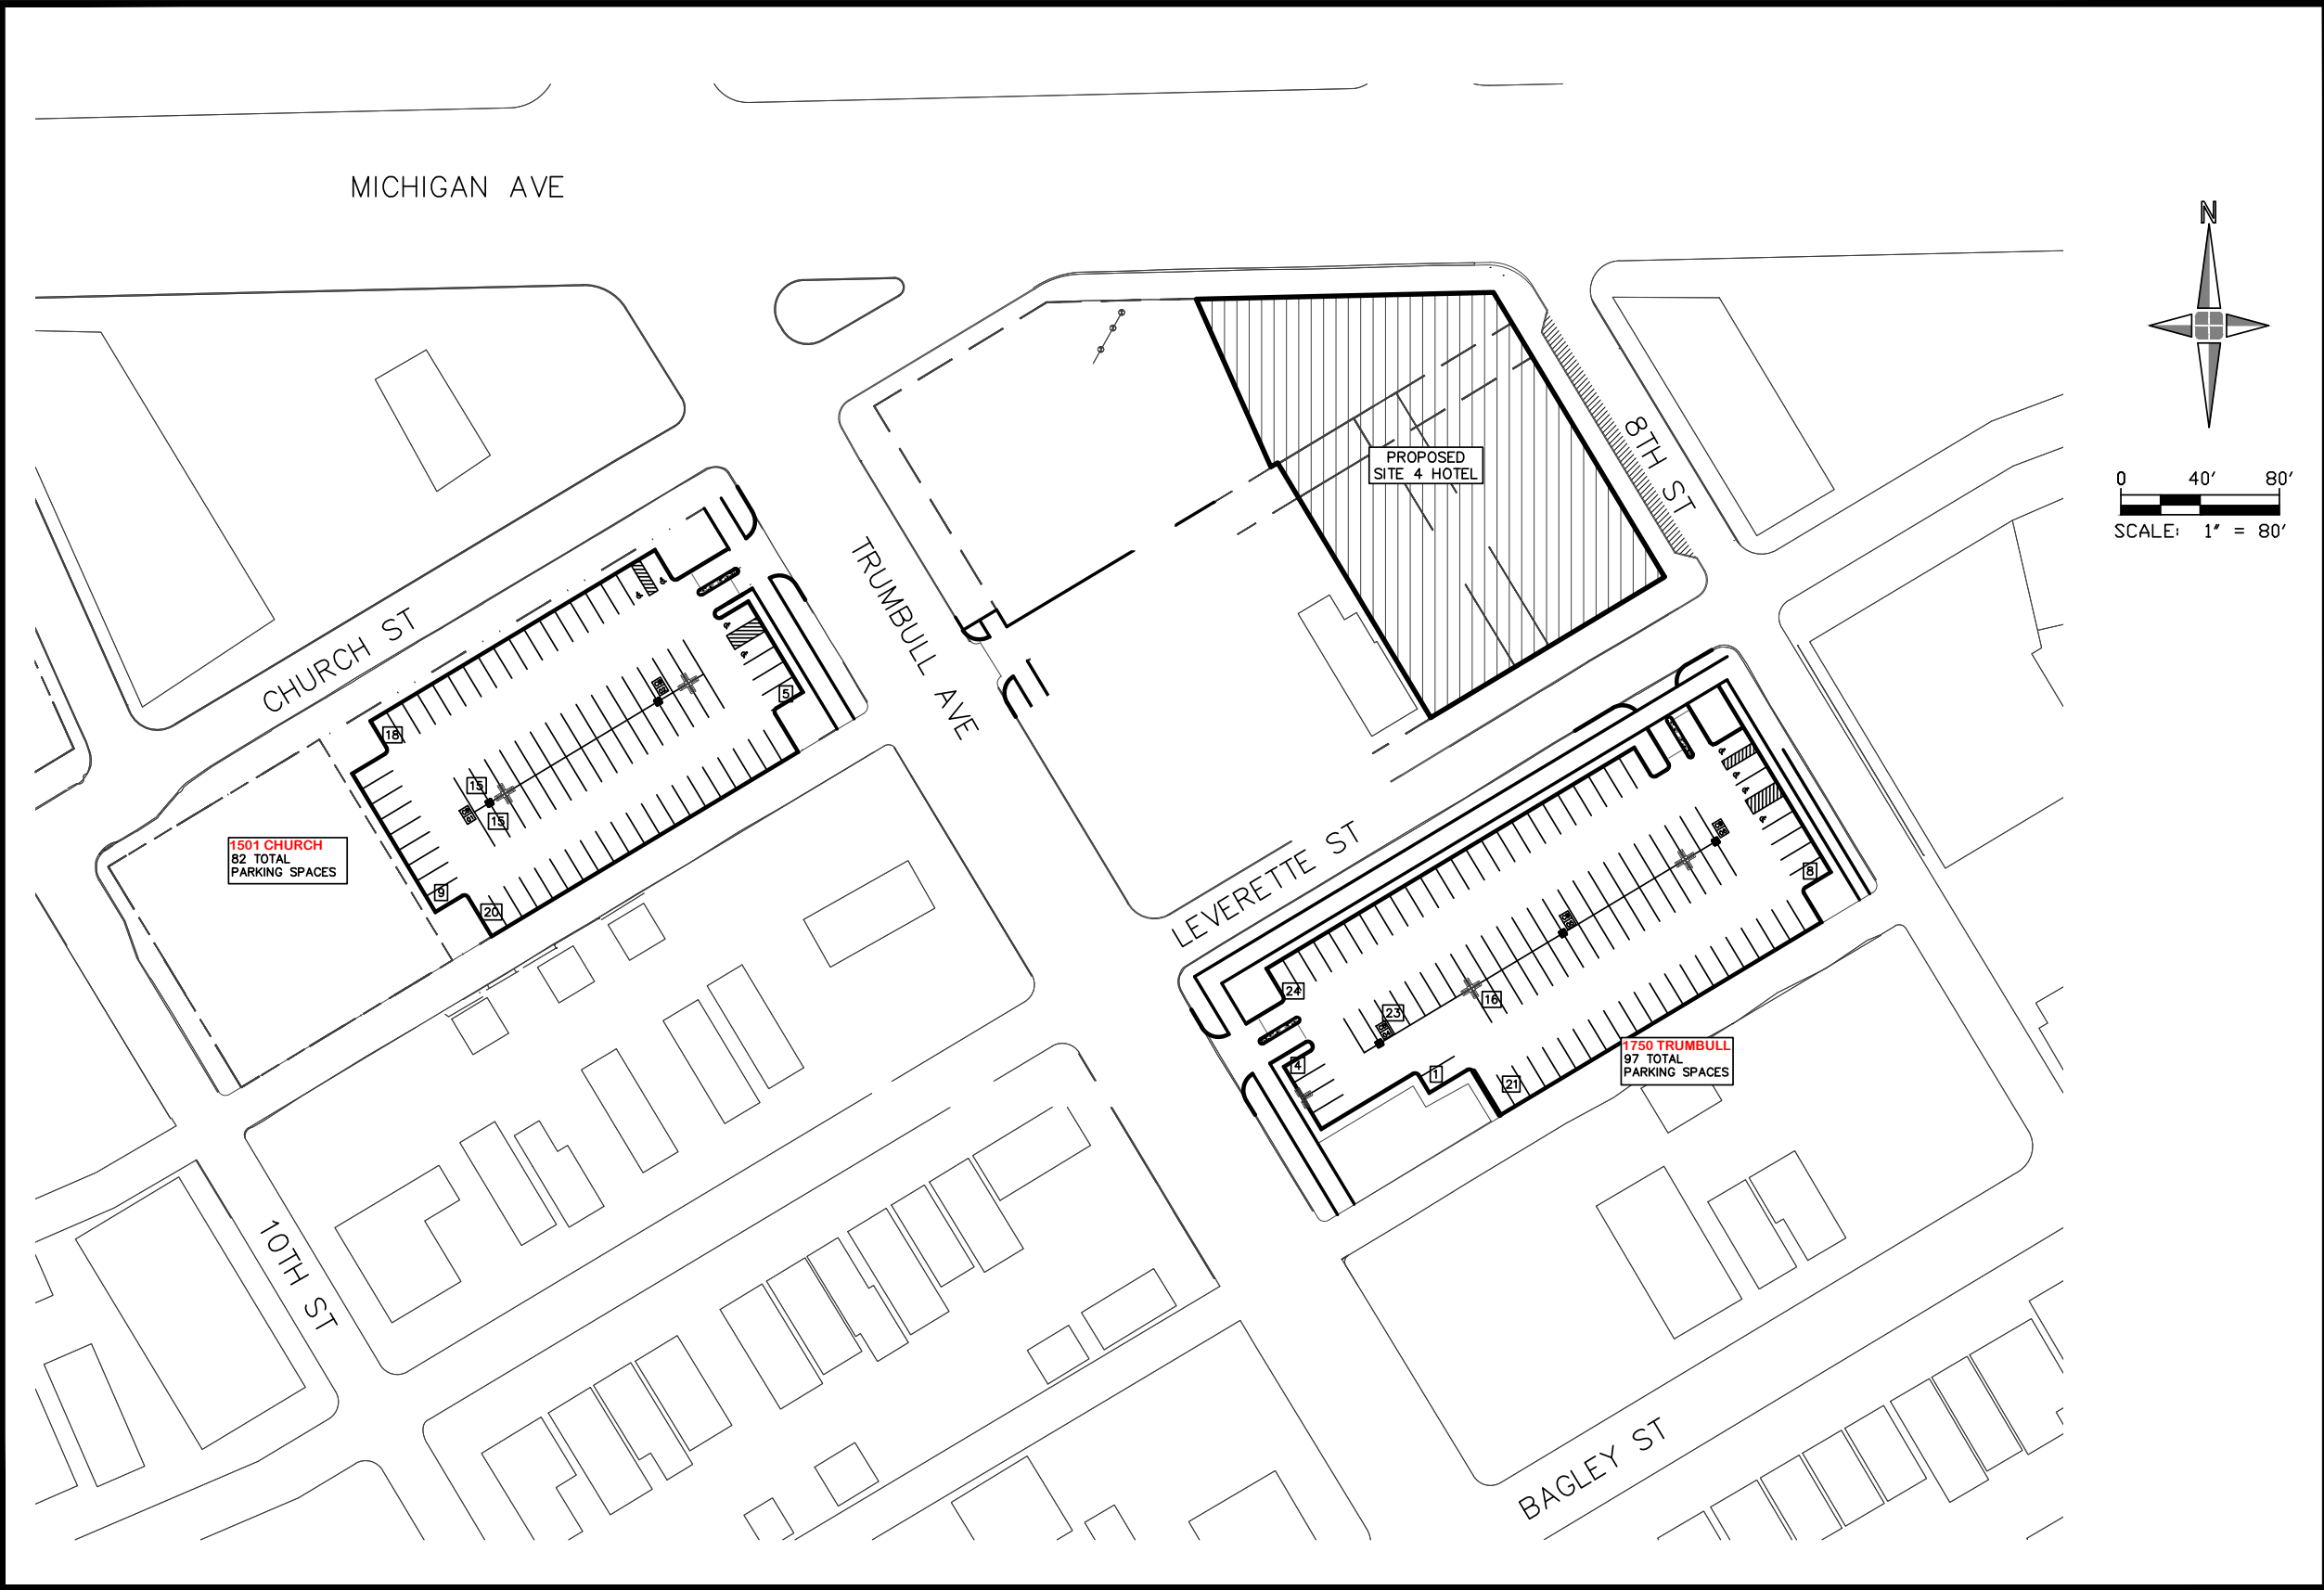 MICHIGAN AVE
N
0 40′ 80′
SCALE: 1″ = 80′
8TH ST
PROPOSED
SITE 4 HOTEL
TRUMBULL AVE
CHURCH ST
5
18
15
15
9
20
1501 CHURCH
82 TOTAL
PARKING SPACES
LEVERETTE ST
8
24
16
23
4
1
21
1750 TRUMBULL
97 TOTAL
PARKING SPACES
10TH ST
BAGLEY ST